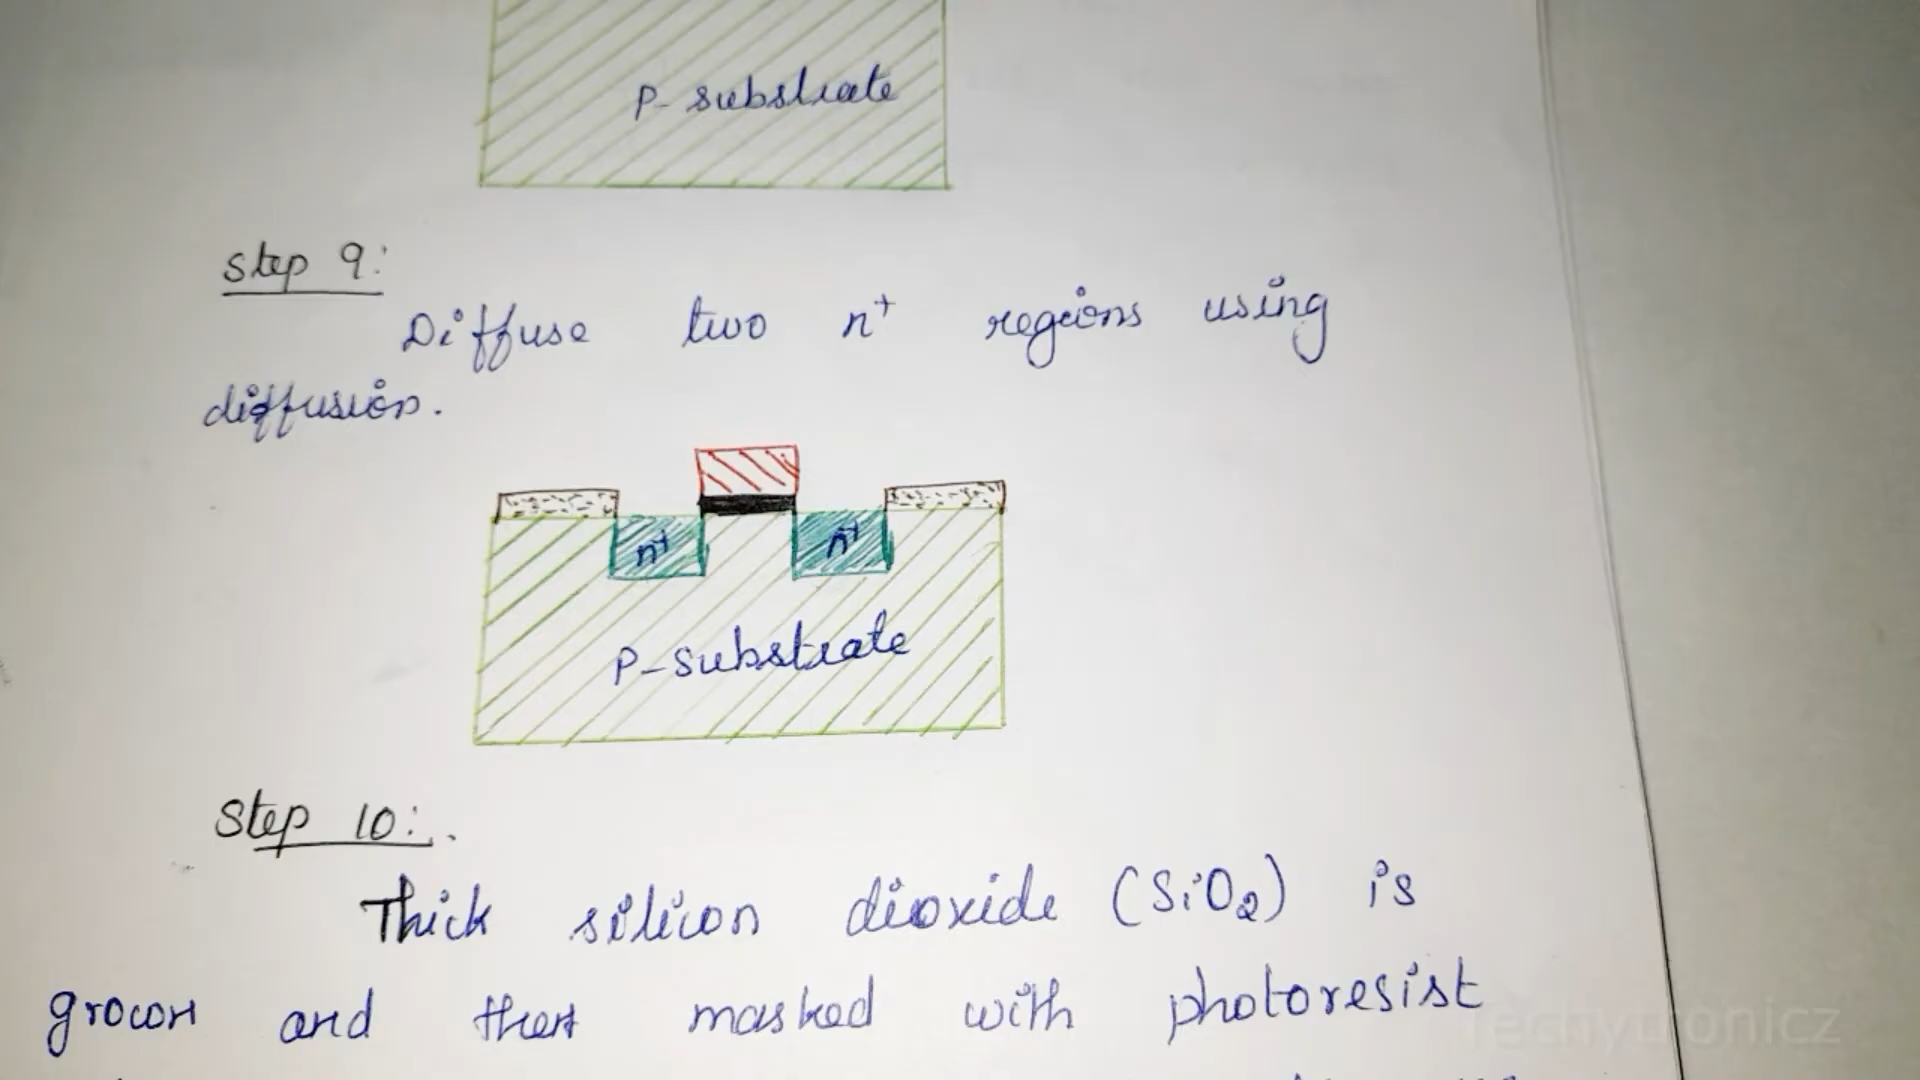 P-substrate
Step 9:
Diffuse two n+ regions using
diffusion.
n+ n+
P-substrate
Step 10:
Thick silicon dioxide (SiO2) is
grown and then masked with photoresist
Techytronicz